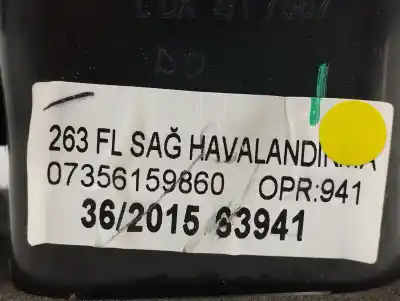 263 FL SAĞ HAVALANDIRMA
07356159860 OPR:941
36/2015 63941